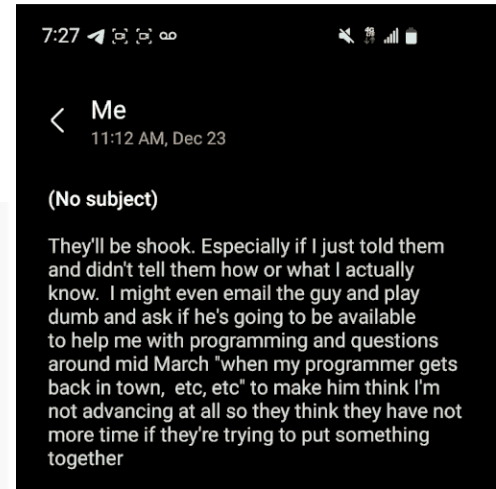 7:27
Me
11:12 AM, Dec 23
(No subject)
They'll be shook. Especially if I just told them
and didn't tell them how or what I actually
know.  I might even email the guy and play
dumb and ask if he's going to be available
to help me with programming and questions
around mid March "when my programmer gets
back in town,  etc, etc" to make him think I'm
not advancing at all so they think they have not
more time if they're trying to put something
together